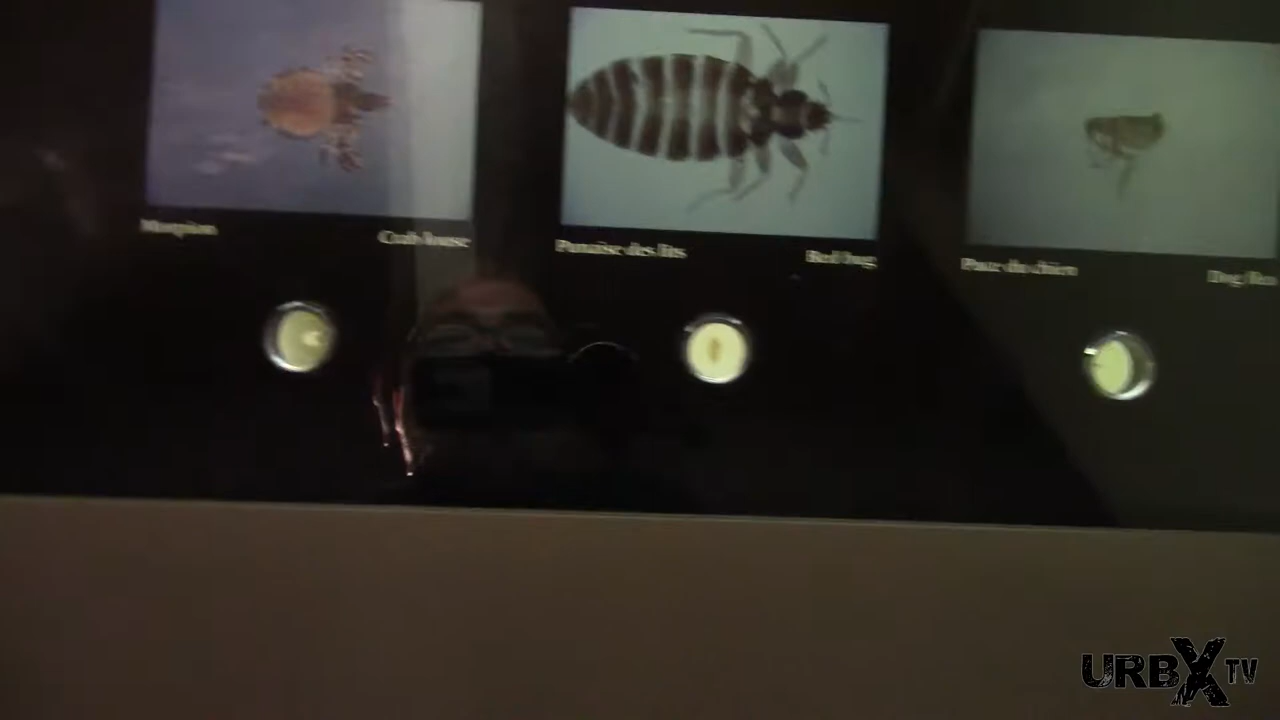 Morpion
Crab louse
Punaise des lits
Bed bug
Puce du chien
Dog flea
URBX TV